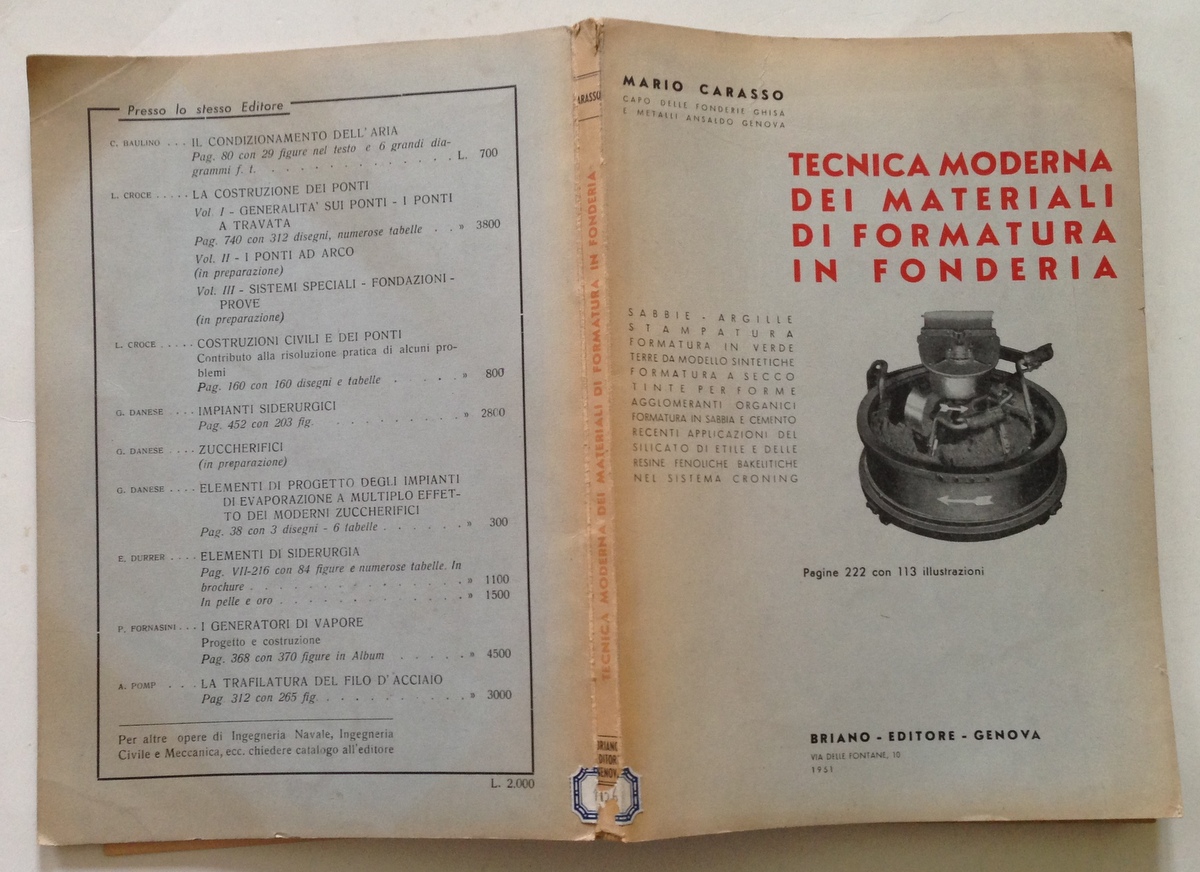 Presso lo stesso Editore
C. BAULINO . . . IL CONDIZIONAMENTO DELL' ARIA
Pag. 80 con 29 figure nel testo e 6 grandi dia-
grammi f. t. . . . . . . . . . . . . L. 700
L. CROCE . . . . . LA COSTRUZIONE DEI PONTI
Vol. I - GENERALITA' SUI PONTI - I PONTI
A TRAVATA
Pag. 740 con 312 disegni, numerose tabelle . . » 3800
Vol. II - I PONTI AD ARCO
(in preparazione)
Vol. III - SISTEMI SPECIALI - FONDAZIONI -
PROVE
(in preparazione)
L. CROCE . . . . . COSTRUZIONI CIVILI E DEI PONTI
Contributo alla risoluzione pratica di alcuni pro-
blemi
Pag. 160 con 160 disegni e tabelle . . . . » 800
G. DANESE . . . . IMPIANTI SIDERURGICI
Pag. 452 con 203 fig. . . . . . . . . » 2800
G. DANESE . . . . ZUCCHERIFICI
(in preparazione)
G. DANESE . . . . ELEMENTI DI PROGETTO DEGLI IMPIANTI
DI EVAPORAZIONE A MULTIPLO EFFET-
TO DEI MODERNI ZUCCHERIFICI
Pag. 38 con 3 disegni - 6 tabelle . . . . . . » 300
E. DURRER . . . . ELEMENTI DI SIDERURGIA
Pag. VII-216 con 84 figure e numerose tabelle. In
brochure . . . . . . . . . . . . » 1100
In pelle e oro . . . . . . . . . . » 1500
P. FORNASINI . . . I GENERATORI DI VAPORE
Progetto e costruzione
Pag. 368 con 370 figure in Album . . . . . » 4500
A. POMP . . . LA TRAFILATURA DEL FILO D' ACCIAIO
Pag. 312 con 265 fig. . . . . . . . . » 3000
Per altre opere di Ingegneria Navale, Ingegneria
Civile e Meccanica, ecc. chiedere catalogo all'editore
L. 2.000
CARASSO
TECNICA MODERNA DEI MATERIALI DI FORMATURA IN FONDERIA
BRIANO
EDITORE
GENOVA
MARIO CARASSO
CAPO DELLE FONDERIE GHISA
E METALLI ANSALDO GENOVA
TECNICA MODERNA
DEI MATERIALI
DI FORMATURA
IN FONDERIA
SABBIE - ARGILLE
STAMPATURA
FORMATURA IN VERDE
TERRE DA MODELLO SINTETICHE
FORMATURA A SECCO
TINTE PER FORME
AGGLOMERANTI ORGANICI
FORMATURA IN SABBIA E CEMENTO
RECENTI APPLICAZIONI DEL
SILICATO DI ETILE E DELLE
RESINE FENOLICHE BAKELITICHE
NEL SISTEMA CRONING
Pagine 222 con 113 illustrazioni
BRIANO - EDITORE - GENOVA
VIA DELLE FONTANE, 10
1951